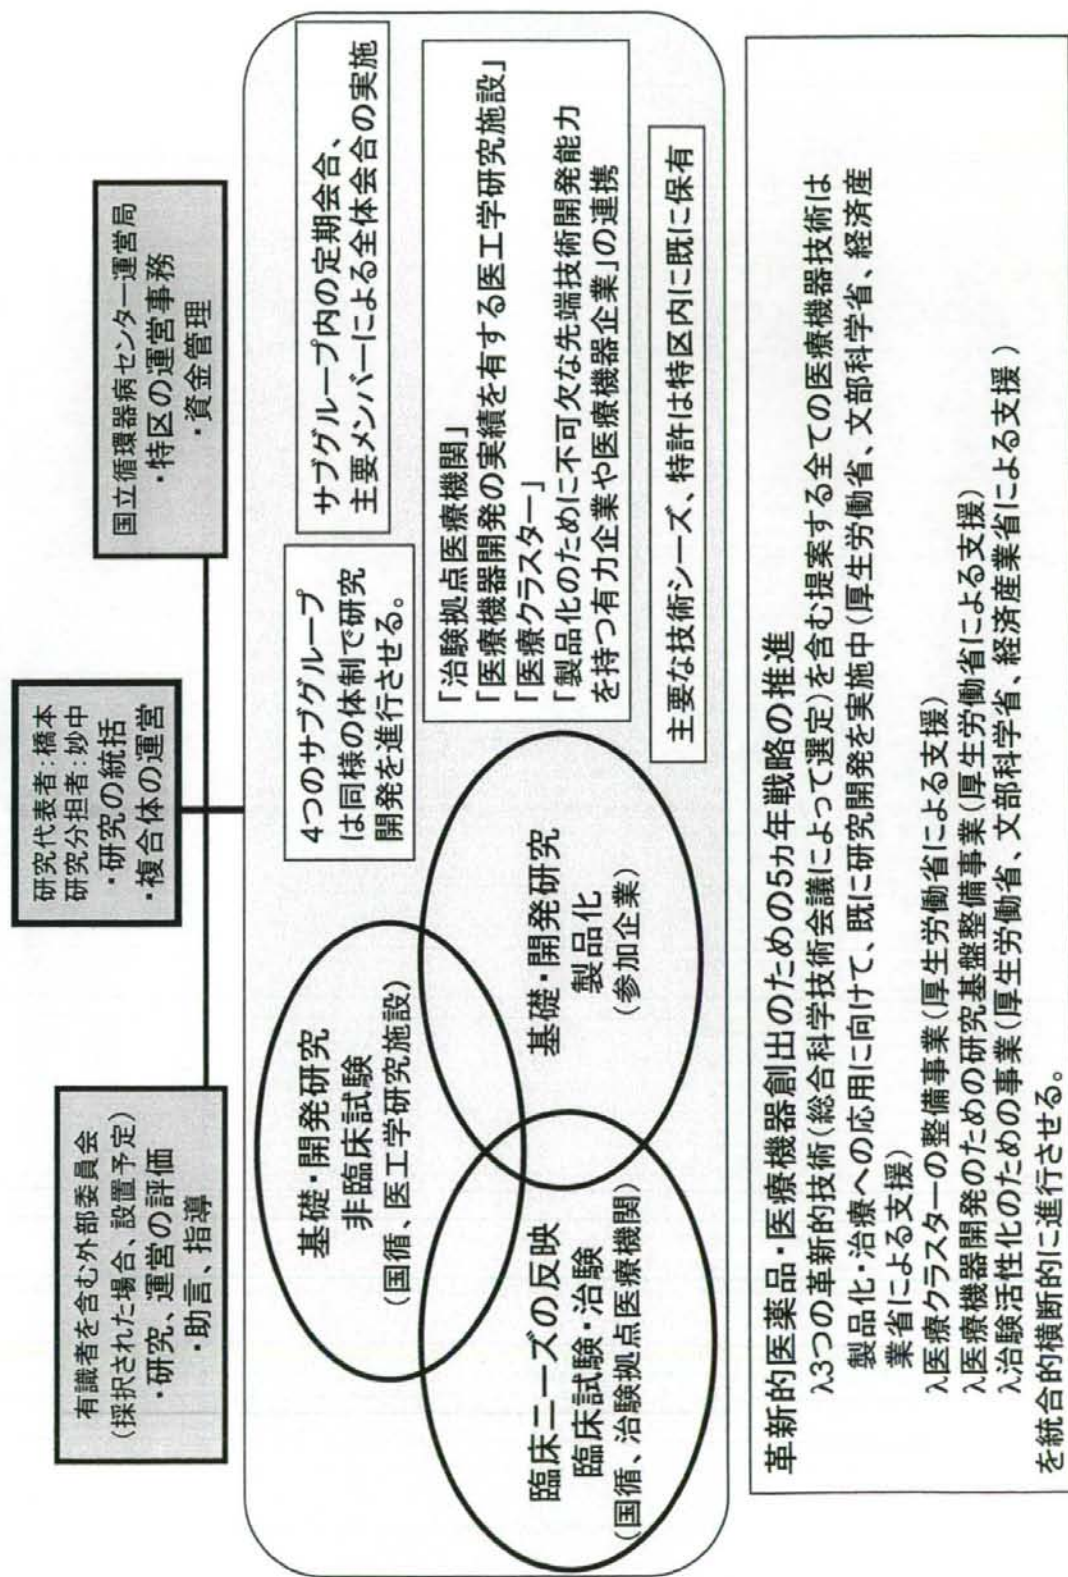 研究代表者:橋本
研究分担者:妙中
・研究の統括
・複合体の運営
有識者を含む外部委員会
(採択された場合、設置予定)
・研究、運営の評価
・助言、指導
国立循環器病センター運営局
・特区の運営事務
・資金管理
基礎・開発研究
非臨床試験
(国循、医工学研究施設)
臨床ニーズの反映
臨床試験・治験
(国循、治験拠点医療機関)
基礎・開発研究
製品化
(参加企業)
4つのサブグループ
は同様の体制で研究
開発を進行させる。
サブグループ内の定期会合、
主要メンバーによる全体会合の実施
「治験拠点医療機関」
「医療機器開発の実績を有する医工学研究施設」
「医療クラスター」
「製品化のために不可欠な先端技術開発能力
を持つ有力企業や医療機器企業」の連携
主要な技術シーズ、特許は特区内に既に保有
革新的医薬品・医療機器創出のための5カ年戦略の推進
λ3つの革新的技術(総合科学技術会議によって選定)を含む提案する全ての医療機器技術は
製品化・治療への応用に向けて、既に研究開発を実施中(厚生労働省、文部科学省、経済産
業省による支援)
λ医療クラスターの整備事業(厚生労働省による支援)
λ医療機器開発のための研究基盤整備事業(厚生労働省による支援)
λ治験活性化のための事業(厚生労働省、文部科学省、経済産業省による支援)
を統合的横断的に進行させる。